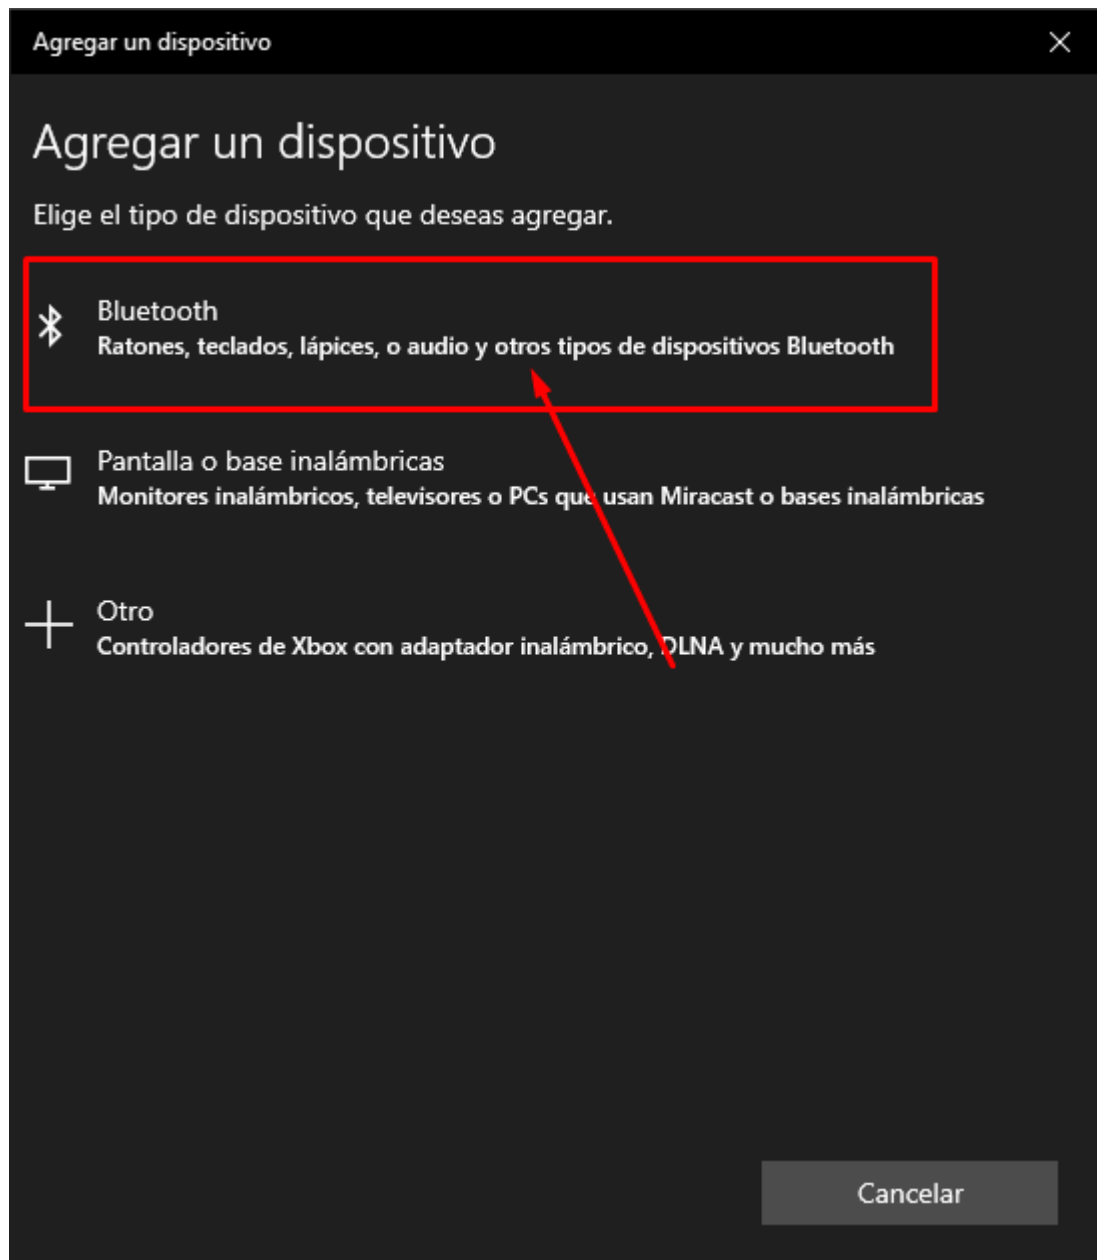 Agregar un dispositivo
Agregar un dispositivo
Elige el tipo de dispositivo que deseas agregar.
Bluetooth
Ratones, teclados, lápices, o audio y otros tipos de dispositivos Bluetooth
Pantalla o base inalámbricas
Monitores inalámbricos, televisores o PCs que usan Miracast o bases inalámbricas
Otro
Controladores de Xbox con adaptador inalámbrico, DLNA y mucho más
Cancelar